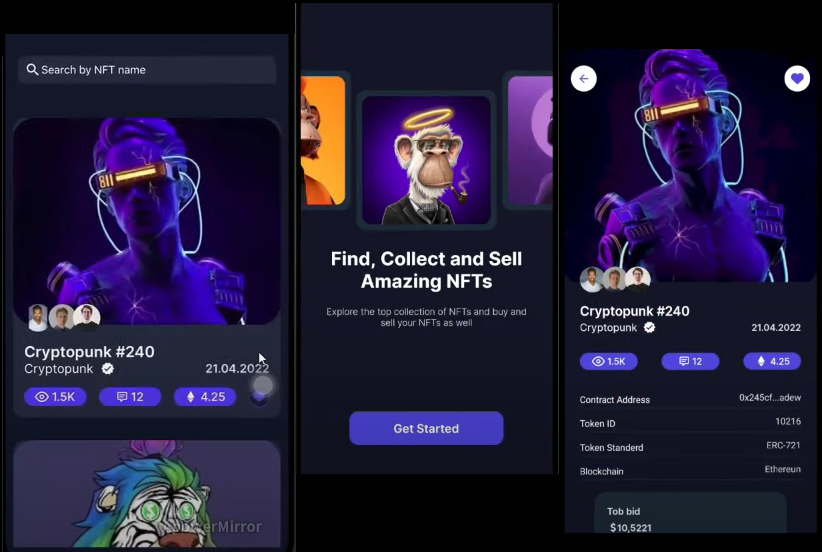 Search by NFT name
811
Cryptopunk #240
Cryptopunk
21.04.2022
1.5K
12
4.25
Find, Collect and Sell
Amazing NFTs
Explore the top collection of NFTs and buy and
sell your NFTs as well
Get Started
811
Cryptopunk #240
Cryptopunk
21.04.2022
1.5K
12
4.25
Contract Address 0x245cf...adew
Token ID 10216
Token Standerd ERC-721
Blockchain Ethereun
Tob bid
$10,5221